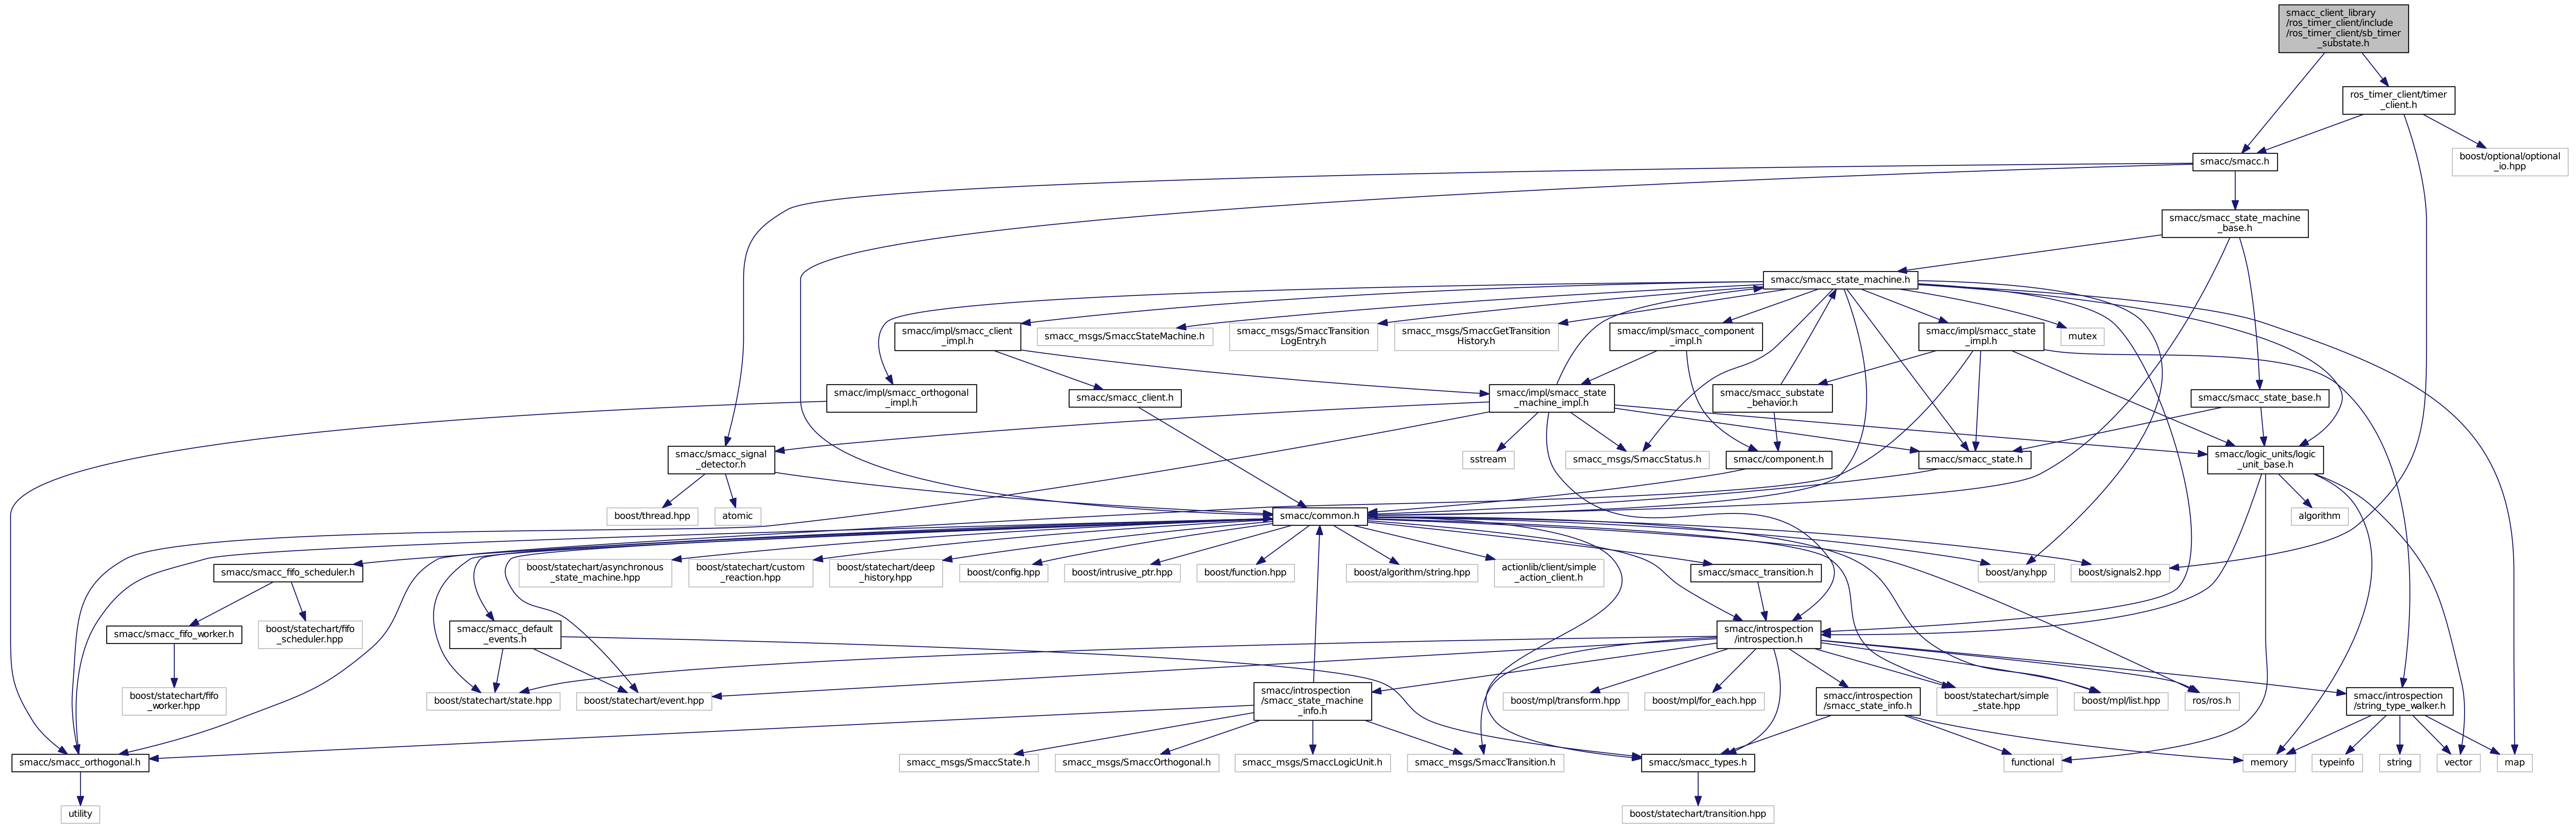 smacc_client_library
/ros_timer_client/include
/ros_timer_client/sb_timer
_substate.h
ros_timer_client/timer
_client.h
smacc/smacc.h
boost/optional/optional
_io.hpp
smacc/smacc_state_machine
_base.h
smacc/smacc_state_machine.h
smacc/impl/smacc_client
_impl.h
smacc_msgs/SmaccStateMachine.h
smacc_msgs/SmaccTransition
LogEntry.h
smacc_msgs/SmaccGetTransition
History.h
smacc/impl/smacc_component
_impl.h
smacc/impl/smacc_state
_impl.h
mutex
smacc/impl/smacc_orthogonal
_impl.h
smacc/smacc_client.h
smacc/impl/smacc_state
_machine_impl.h
smacc/smacc_substate
_behavior.h
smacc/smacc_state_base.h
smacc/smacc_signal
_detector.h
sstream
smacc_msgs/SmaccStatus.h
smacc/component.h
smacc/smacc_state.h
smacc/logic_units/logic
_unit_base.h
boost/thread.hpp
atomic
smacc/common.h
algorithm
smacc/smacc_fifo_scheduler.h
boost/statechart/asynchronous
_state_machine.hpp
boost/statechart/custom
_reaction.hpp
boost/statechart/deep
_history.hpp
boost/config.hpp
boost/intrusive_ptr.hpp
boost/function.hpp
boost/algorithm/string.hpp
actionlib/client/simple
_action_client.h
smacc/smacc_transition.h
boost/any.hpp
boost/signals2.hpp
smacc/smacc_fifo_worker.h
boost/statechart/fifo
_scheduler.hpp
smacc/smacc_default
_events.h
smacc/introspection
/introspection.h
boost/statechart/fifo
_worker.hpp
boost/statechart/state.hpp
boost/statechart/event.hpp
smacc/introspection
/smacc_state_machine
_info.h
boost/mpl/transform.hpp
boost/mpl/for_each.hpp
smacc/introspection
/smacc_state_info.h
boost/statechart/simple
_state.hpp
boost/mpl/list.hpp
ros/ros.h
smacc/introspection
/string_type_walker.h
smacc/smacc_orthogonal.h
smacc_msgs/SmaccState.h
smacc_msgs/SmaccOrthogonal.h
smacc_msgs/SmaccLogicUnit.h
smacc_msgs/SmaccTransition.h
smacc/smacc_types.h
functional
memory
typeinfo
string
vector
map
utility
boost/statechart/transition.hpp